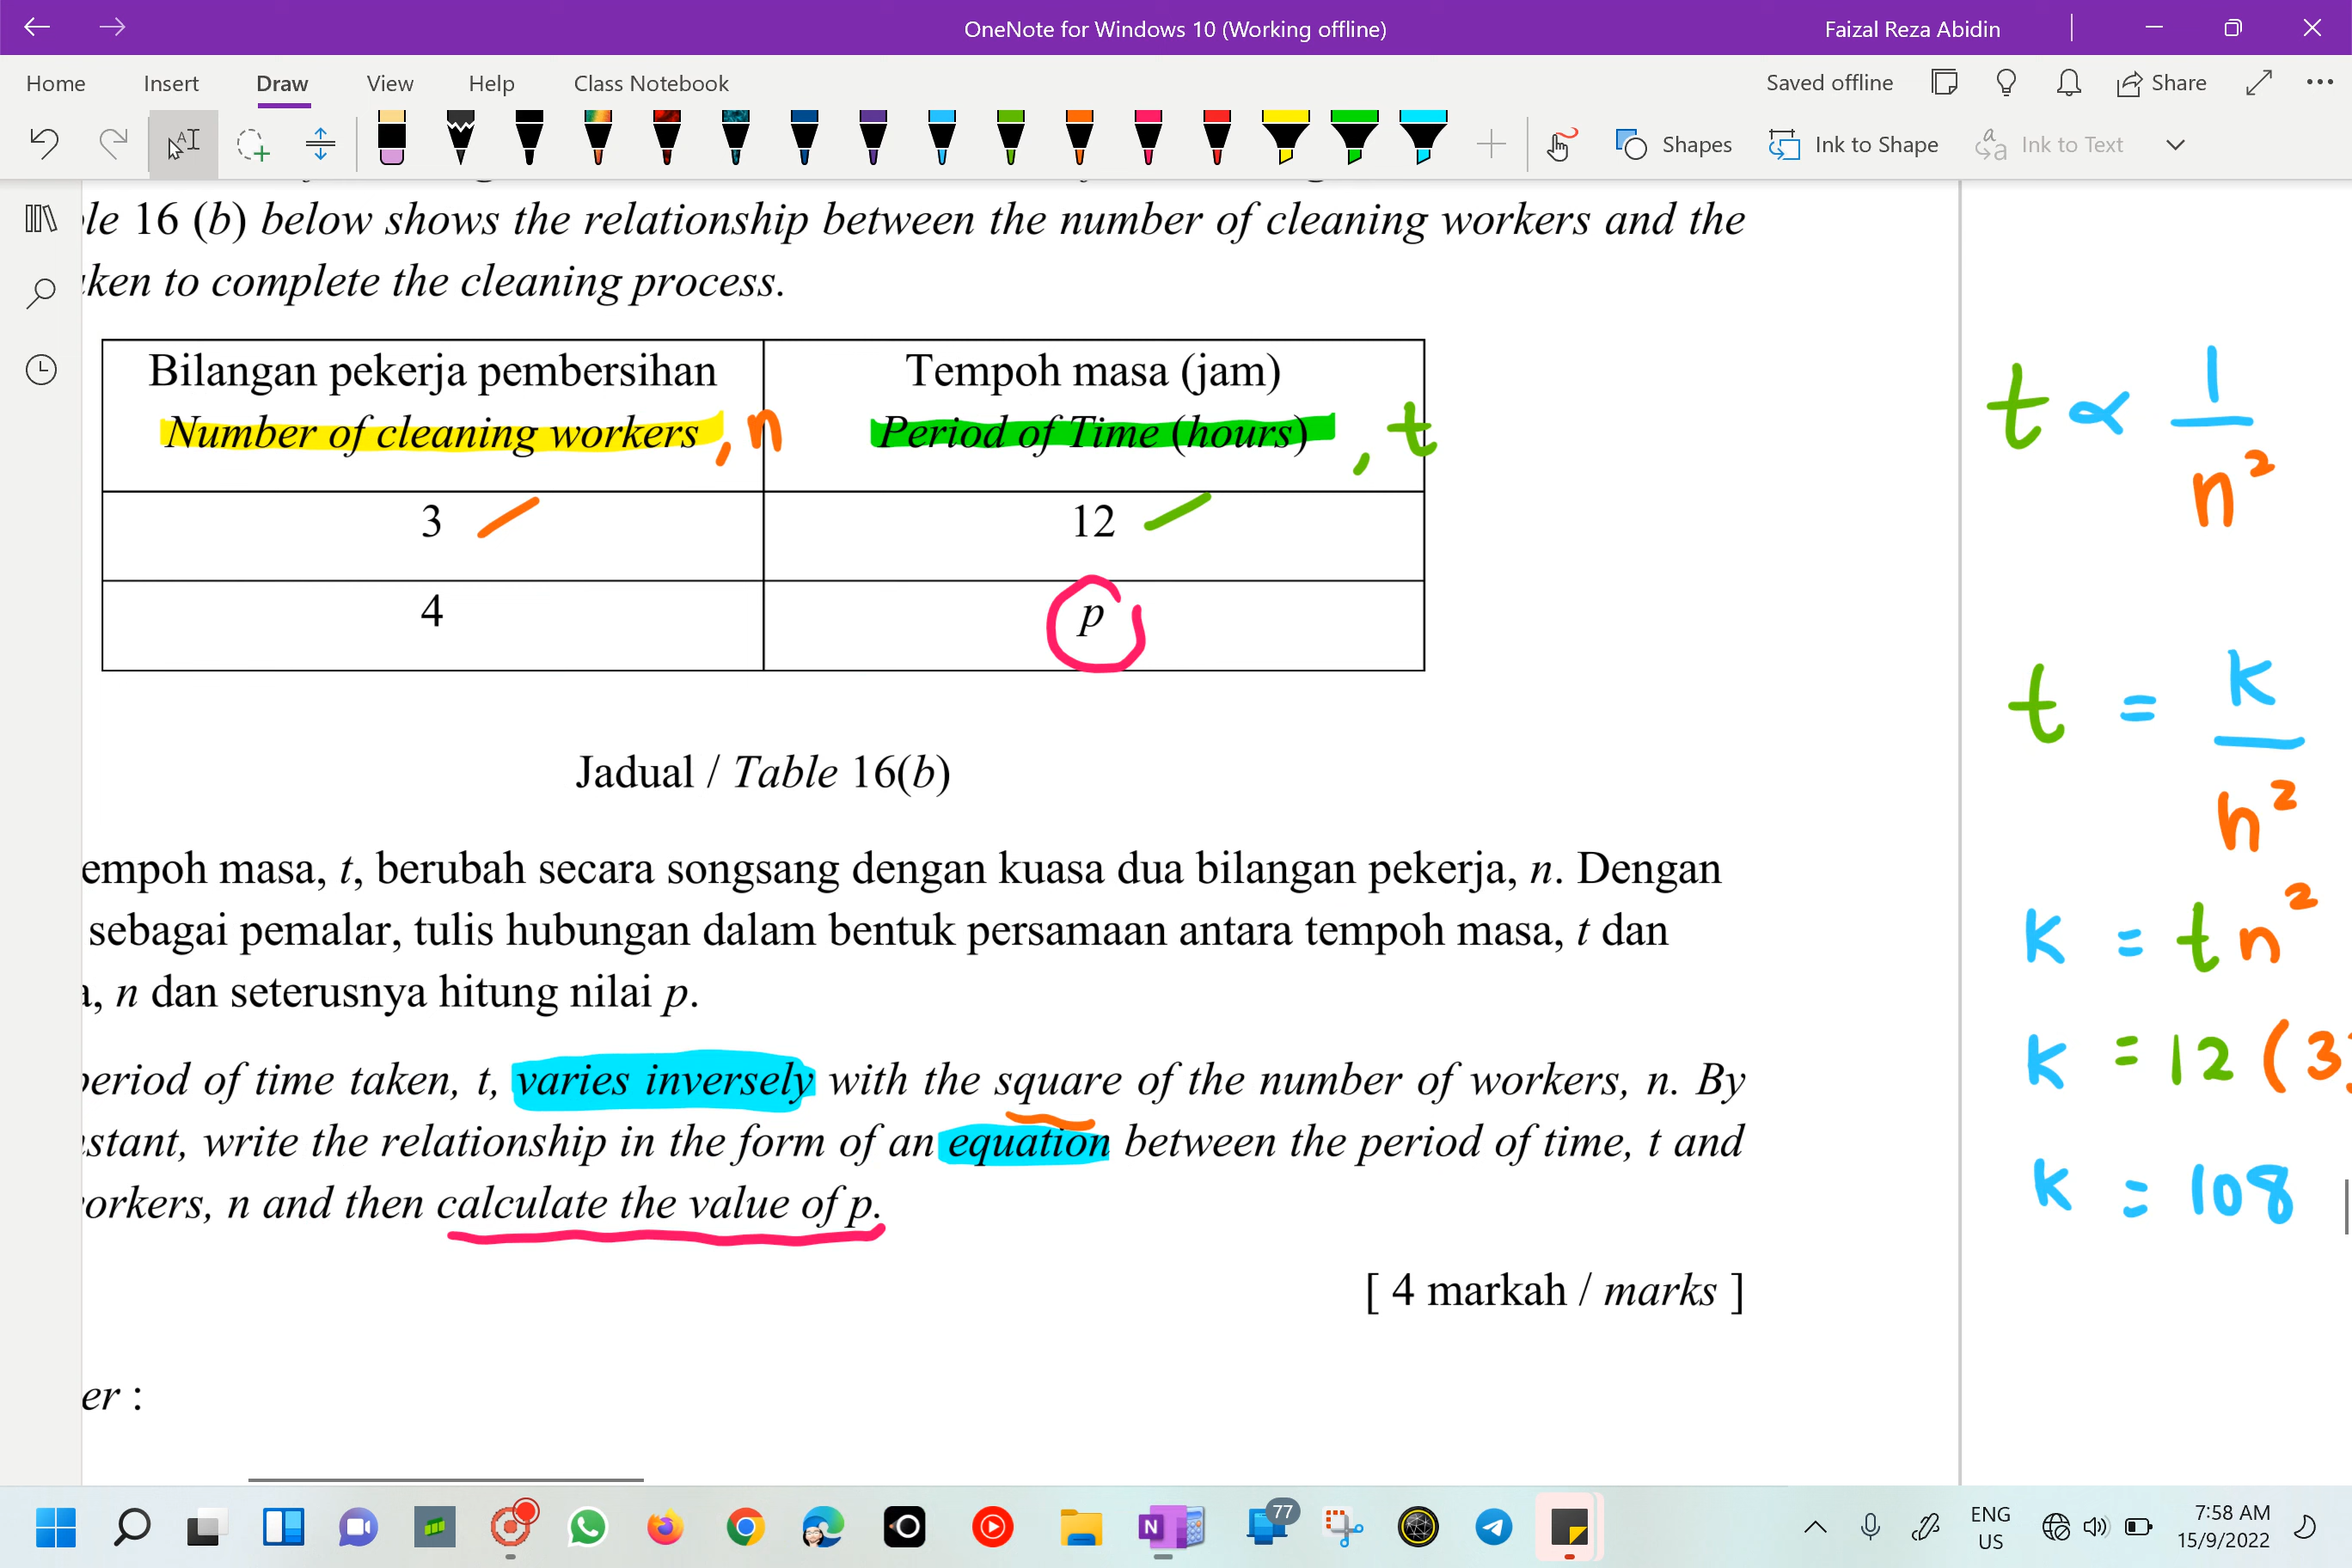 OneNote for Windows 10 (Working offline)
Faizal Reza Abidin
Home Insert Draw View Help Class Notebook
Saved offline
Share
Shapes
Ink to Shape
Ink to Text
le 16 (b) below shows the relationship between the number of cleaning workers and the
ken to complete the cleaning process.
Bilangan pekerja pembersihan
Number of cleaning workers , n
Tempoh masa (jam)
Period of Time (hours) , t
3 12
4 p
Jadual / Table 16(b)
empoh masa, t, berubah secara songsang dengan kuasa dua bilangan pekerja, n. Dengan
sebagai pemalar, tulis hubungan dalam bentuk persamaan antara tempoh masa, t dan
, n dan seterusnya hitung nilai p.
period of time taken, t, varies inversely with the square of the number of workers, n. By
stant, write the relationship in the form of an equation between the period of time, t and
orkers, n and then calculate the value of p.
[ 4 markah / marks ]
er :
t ∝ 1/n²
t = k/n²
k = tn²
k = 12 (3
k = 108
77
ENG
US
7:58 AM
15/9/2022